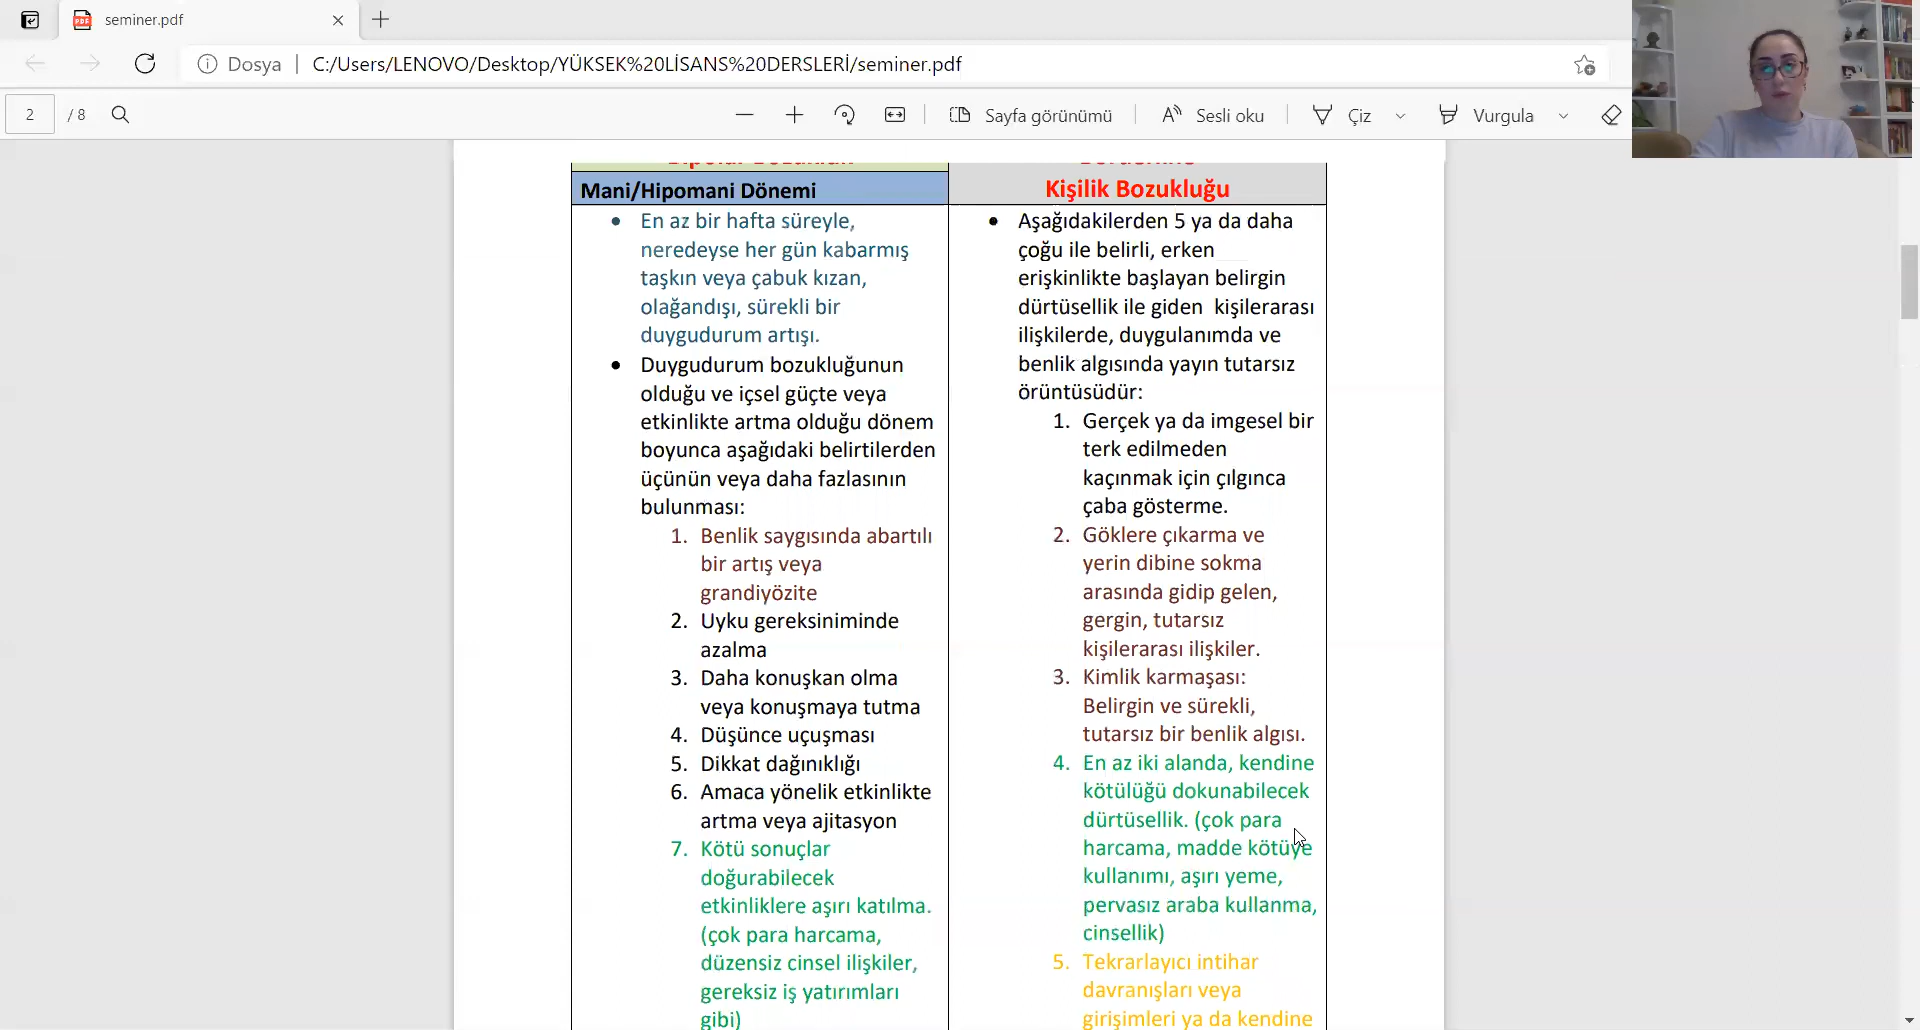 seminer.pdf
Dosya
C:/Users/LENOVO/Desktop/YÜKSEK%20LİSANS%20DERSLERİ/seminer.pdf
2 / 8
Sayfa görünümü
Sesli oku
Çiz
Vurgula
Mani/Hipomani Dönemi
En az bir hafta süreyle,
neredeyse her gün kabarmış
taşkın veya çabuk kızan,
olağandışı, sürekli bir
duygudurum artışı.
Duygudurum bozukluğunun
olduğu ve içsel güçte veya
etkinlikte artma olduğu dönem
boyunca aşağıdaki belirtilerden
üçünün veya daha fazlasının
bulunması:
1. Benlik saygısında abartılı
bir artış veya
grandiyözite
2. Uyku gereksiniminde
azalma
3. Daha konuşkan olma
veya konuşmaya tutma
4. Düşünce uçuşması
5. Dikkat dağınıklığı
6. Amaca yönelik etkinlikte
artma veya ajitasyon
7. Kötü sonuçlar
doğurabilecek
etkinliklere aşırı katılma.
(çok para harcama,
düzensiz cinsel ilişkiler,
gereksiz iş yatırımları
gibi)
Kişilik Bozukluğu
Aşağıdakilerden 5 ya da daha
çoğu ile belirli, erken
erişkinlikte başlayan belirgin
dürtüsellik ile giden kişilerarası
ilişkilerde, duygulanımda ve
benlik algısında yayın tutarsız
örüntüsüdür:
1. Gerçek ya da imgesel bir
terk edilmeden
kaçınmak için çılgınca
çaba gösterme.
2. Göklere çıkarma ve
yerin dibine sokma
arasında gidip gelen,
gergin, tutarsız
kişilerarası ilişkiler.
3. Kimlik karmaşası:
Belirgin ve sürekli,
tutarsız bir benlik algısı.
4. En az iki alanda, kendine
kötülüğü dokunabilecek
dürtüsellik. (çok para
harcama, madde kötüye
kullanımı, aşırı yeme,
pervasız araba kullanma,
cinsellik)
5. Tekrarlayıcı intihar
davranışları veya
girişimleri ya da kendine